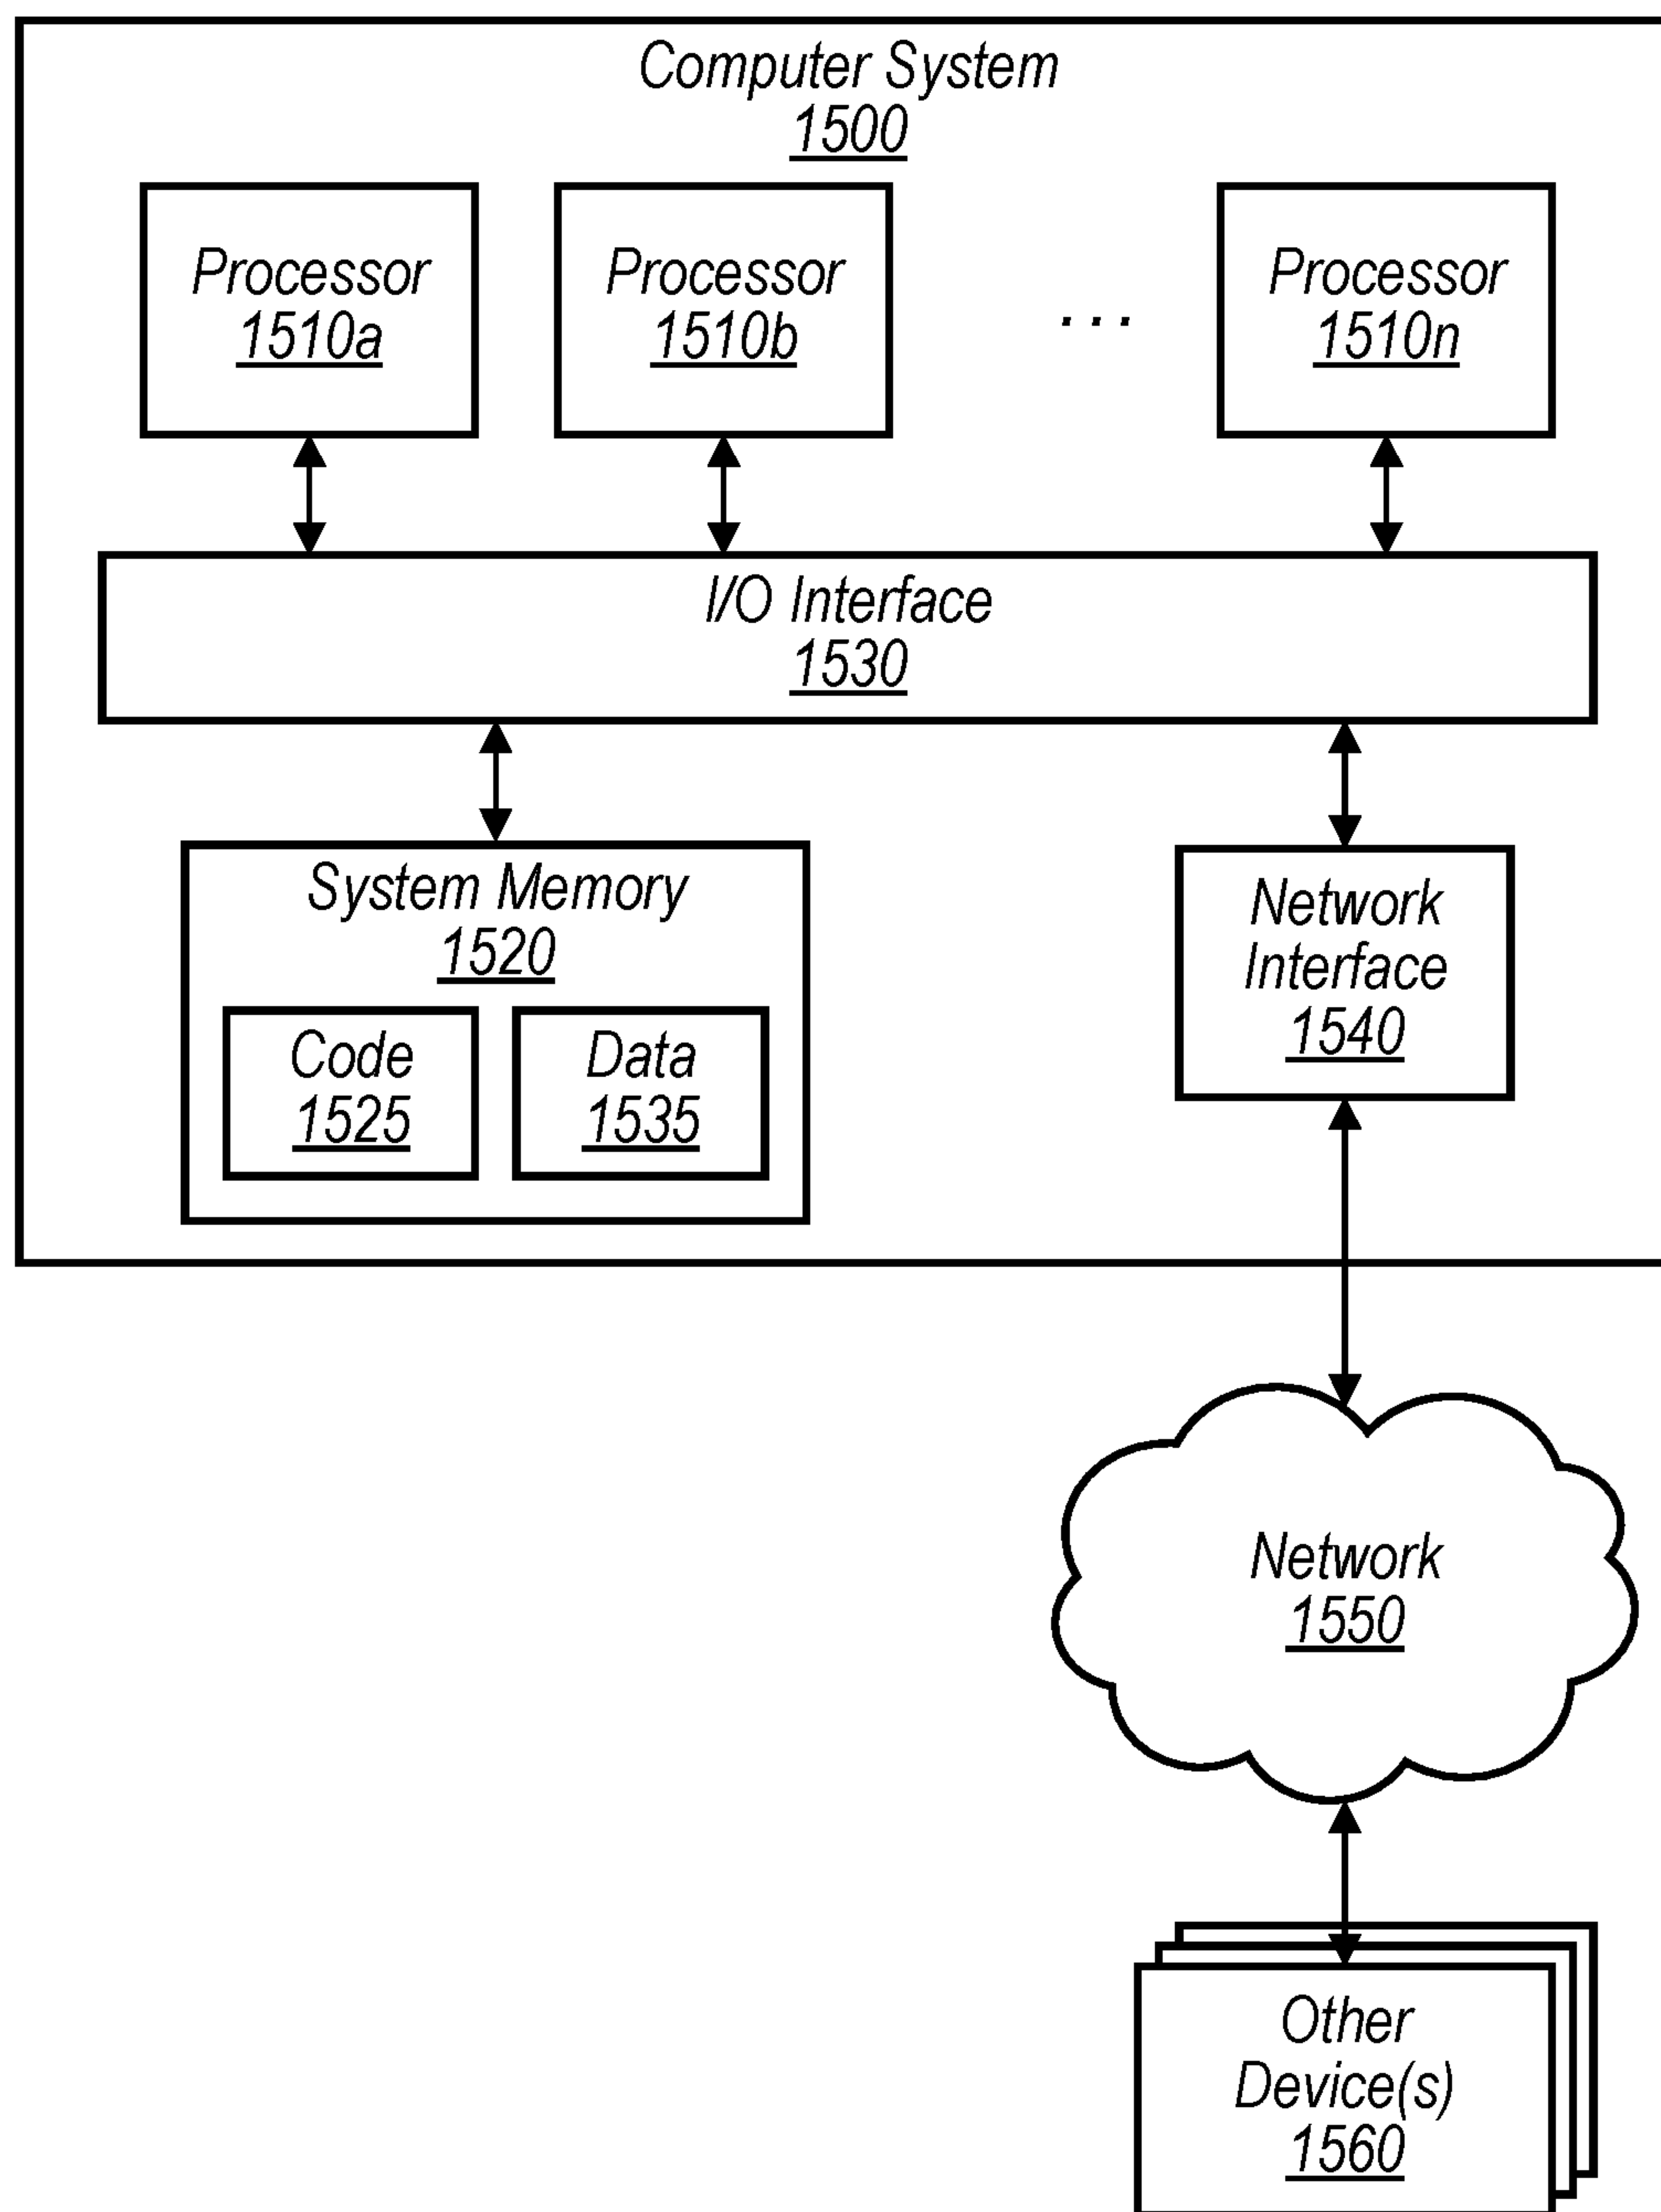 Computer System
1500
Processor
1510a
Processor
1510b
...
Processor
1510n
I/O Interface
1530
System Memory
1520
Code
1525
Data
1535
Network
Interface
1540
Network
1550
Other
Device(s)
1560